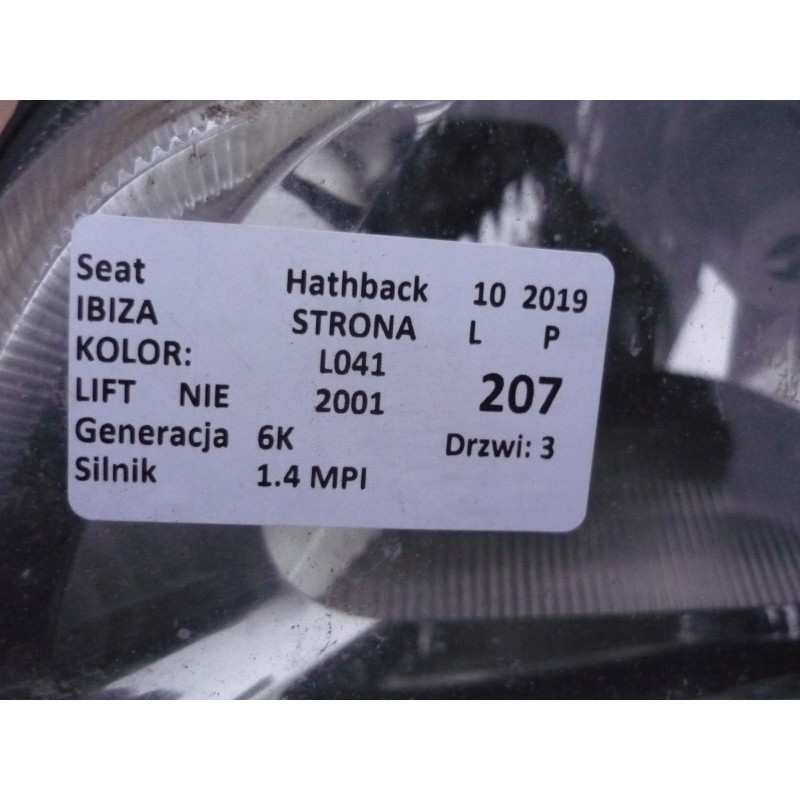 Seat Hathback 10 2019
IBIZA STRONA L P
KOLOR: L041
LIFT NIE 2001 207
Generacja 6K Drzwi: 3
Silnik 1.4 MPI